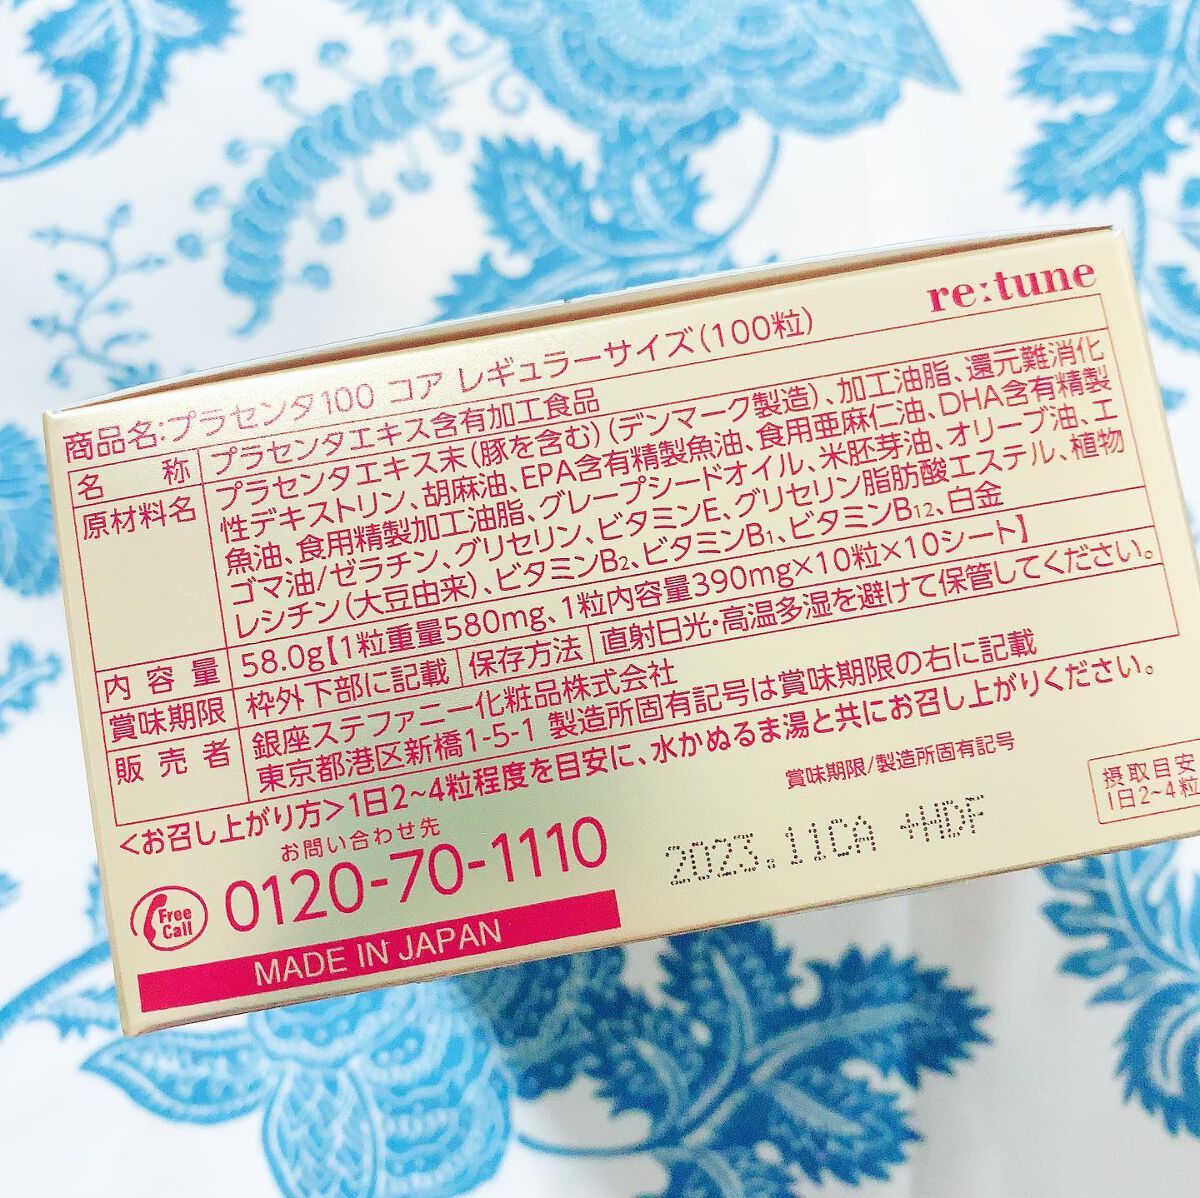 re:tune
商品名:プラセンタ100 コア レギュラーサイズ(100粒)
名 称 プラセンタエキス含有加工食品
原材料名 プラセンタエキス末(豚を含む)(デンマーク製造)、加工油脂、還元難消化
性デキストリン、胡麻油、EPA含有精製魚油、食用亜麻仁油、DHA含有精製
魚油、食用精製加工油脂、グレープシードオイル、米胚芽油、オリーブ油、エ
ゴマ油/ゼラチン、グリセリン、ビタミンE、グリセリン脂肪酸エステル、植物
レシチン(大豆由来)、ビタミンB2、ビタミンB1、ビタミンB12、白金
内容量 58.0g【1粒重量580mg、1粒内容量390mg×10粒×10シート】
賞味期限 枠外下部に記載 保存方法 直射日光・高温多湿を避けて保管してください。
販売者 銀座ステファニー化粧品株式会社
東京都港区新橋1-5-1 製造所固有記号は賞味期限の右に記載
<お召し上がり方>1日2~4粒程度を目安に、水かぬるま湯と共にお召し上がりください。
お問い合わせ先
Free Call 0120-70-1110
MADE IN JAPAN
賞味期限/製造所固有記号
2023.11CA +HDF
摂取目安
1日2~4粒